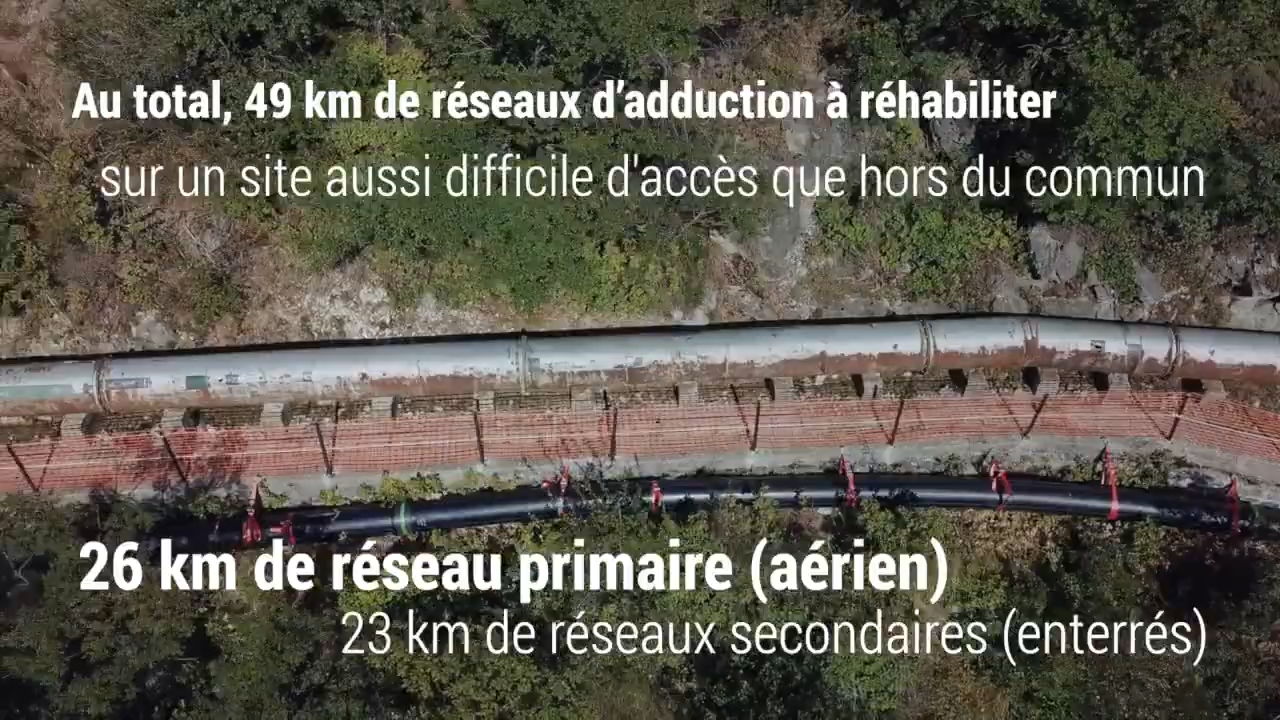 Au total, 49 km de réseaux d’adduction à réhabiliter
sur un site aussi difficile d'accès que hors du commun
26 km de réseau primaire (aérien)
23 km de réseaux secondaires (enterrés)